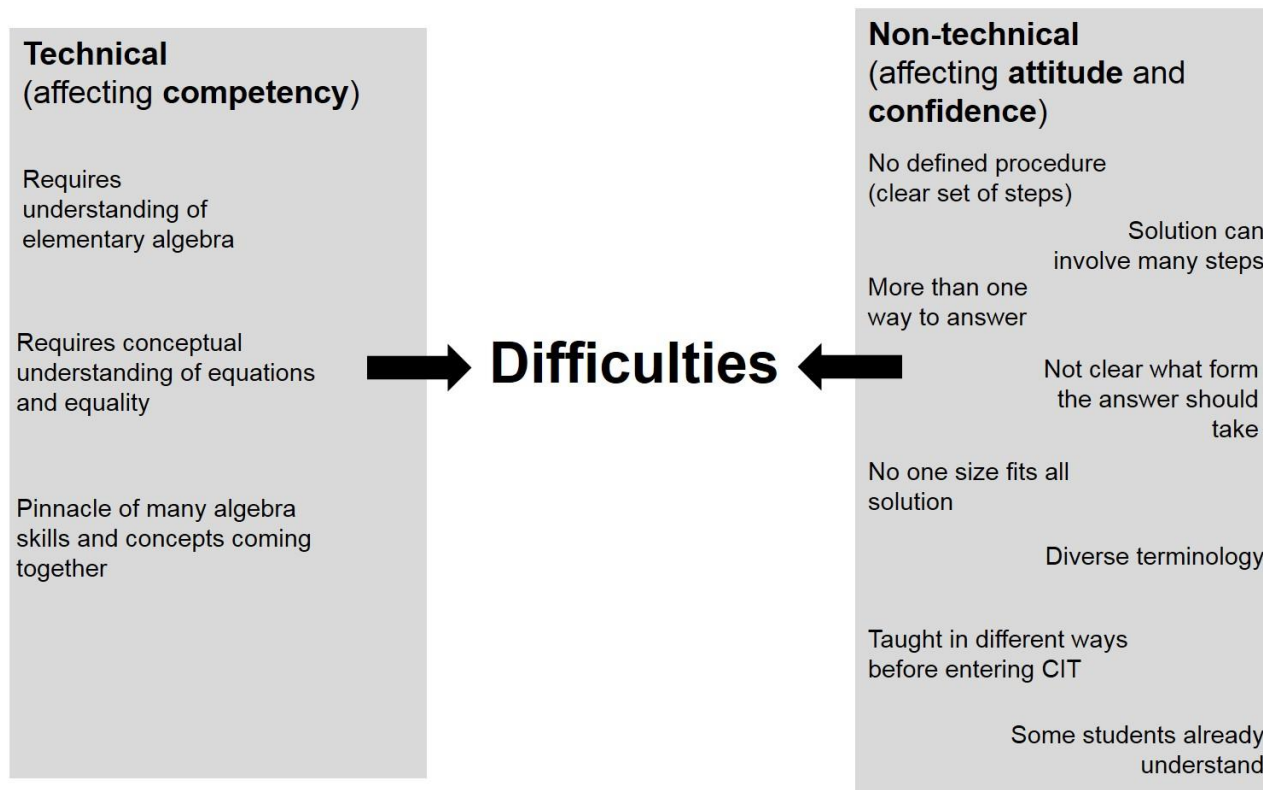 Technical
(affecting competency)
Requires
understanding of
elementary algebra
Requires conceptual
understanding of equations
and equality
Pinnacle of many algebra
skills and concepts coming
together
Difficulties
Non-technical
(affecting attitude and
confidence)
No defined procedure
(clear set of steps)
Solution can
involve many steps
More than one
way to answer
Not clear what form
the answer should
take
No one size fits all
solution
Diverse terminology
Taught in different ways
before entering CIT
Some students already
understand